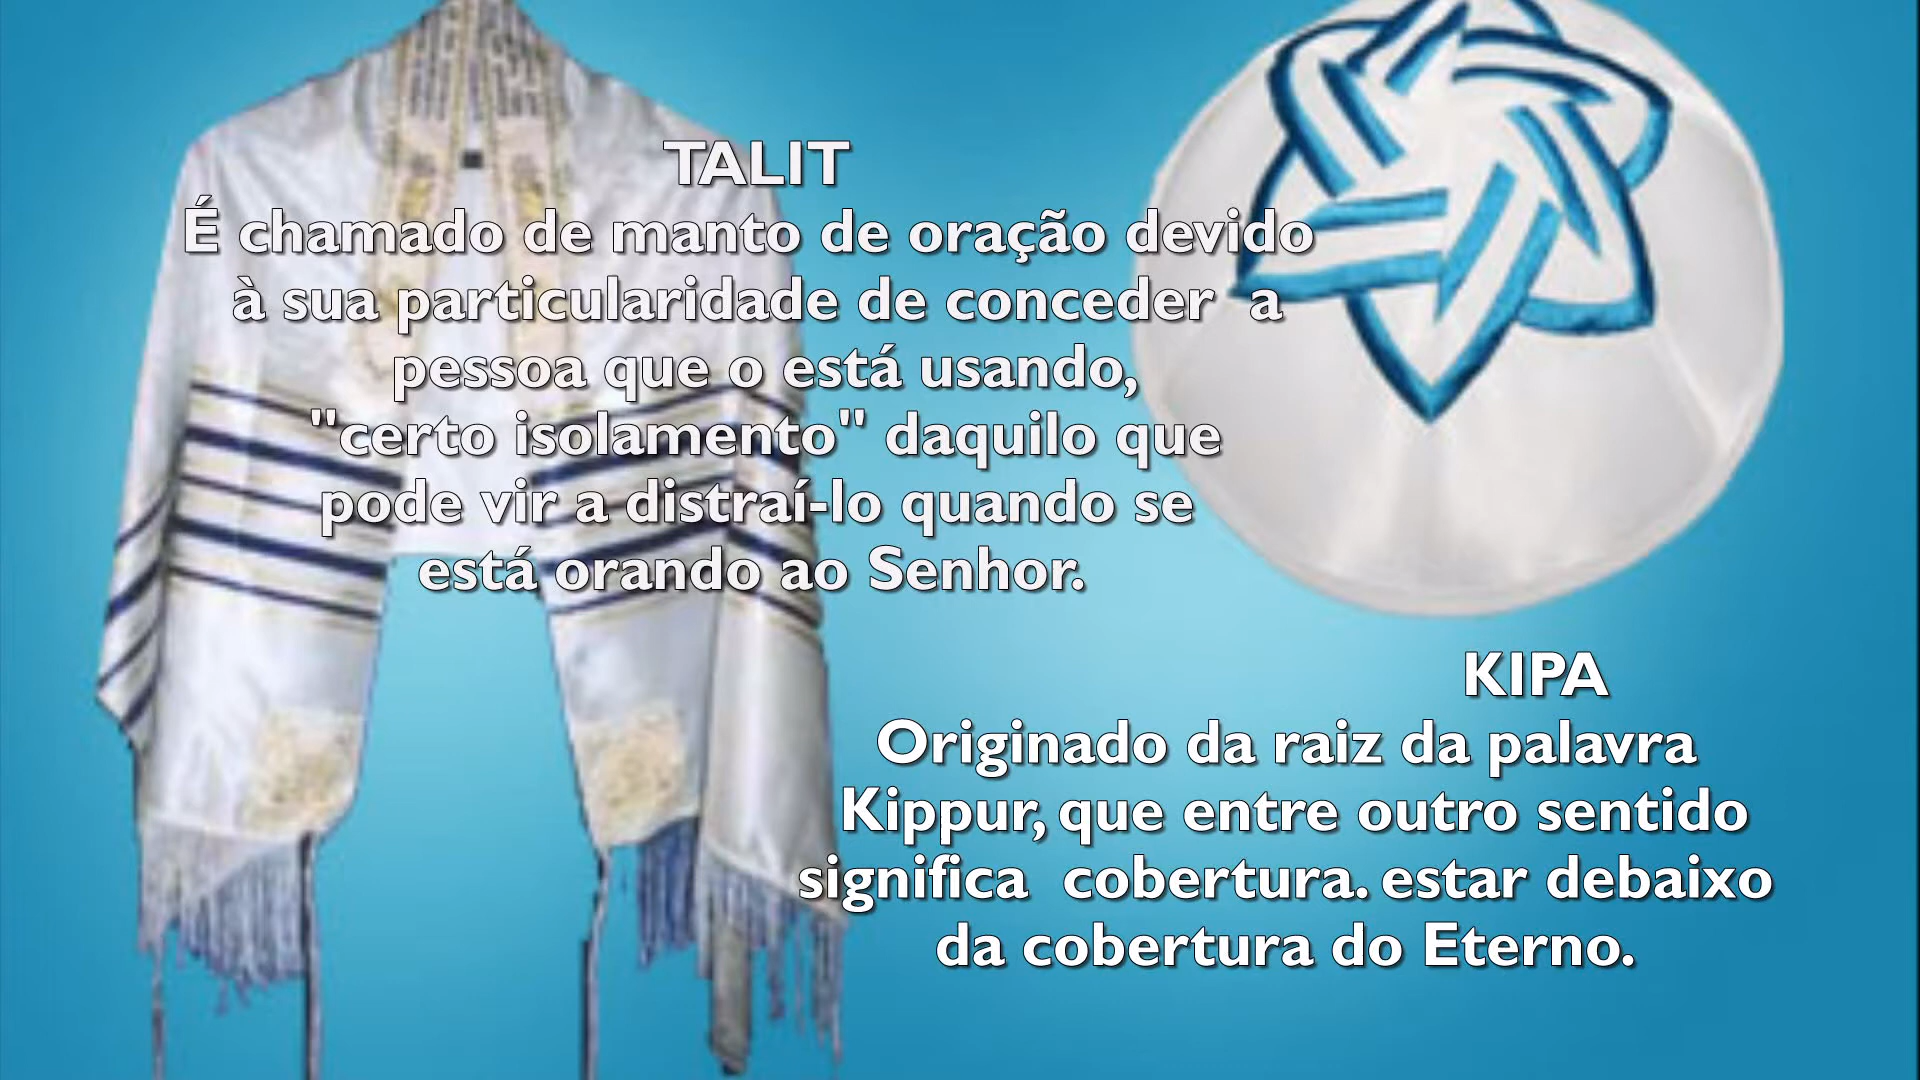 TALIT
É chamado de manto de oração devido
à sua particularidade de conceder  a
pessoa que o está usando,
"certo isolamento" daquilo que
pode vir a distraí-lo quando se
está orando ao Senhor.
KIPA
Originado da raiz da palavra
Kippur, que entre outro sentido
significa  cobertura. estar debaixo
da cobertura do Eterno.